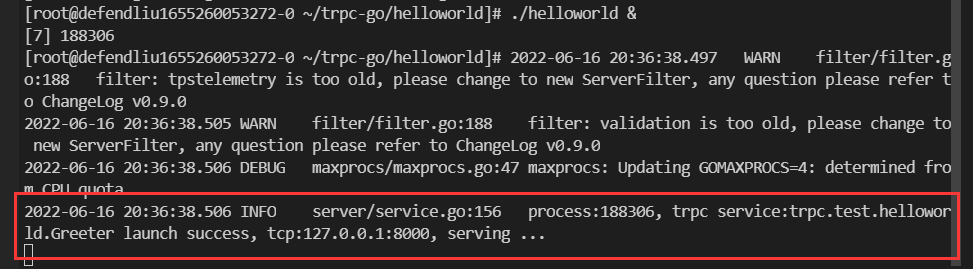 [root@defendliu1655260053272-0 ~/trpc-go/helloworld]# ./helloworld &
[7] 188306
[root@defendliu1655260053272-0 ~/trpc-go/helloworld]# 2022-06-16 20:36:38.497   WARN    filter/filter.g
o:188   filter: tpstelemetry is too old, please change to new ServerFilter, any question please refer t
o ChangeLog v0.9.0
2022-06-16 20:36:38.505 WARN    filter/filter.go:188    filter: validation is too old, please change to
 new ServerFilter, any question please refer to ChangeLog v0.9.0
2022-06-16 20:36:38.506 DEBUG   maxprocs/maxprocs.go:47 maxprocs: Updating GOMAXPROCS=4: determined fro
m CPU quota
2022-06-16 20:36:38.506 INFO    server/service.go:156   process:188306, trpc service:trpc.test.hellowor
ld.Greeter launch success, tcp:127.0.0.1:8000, serving ...